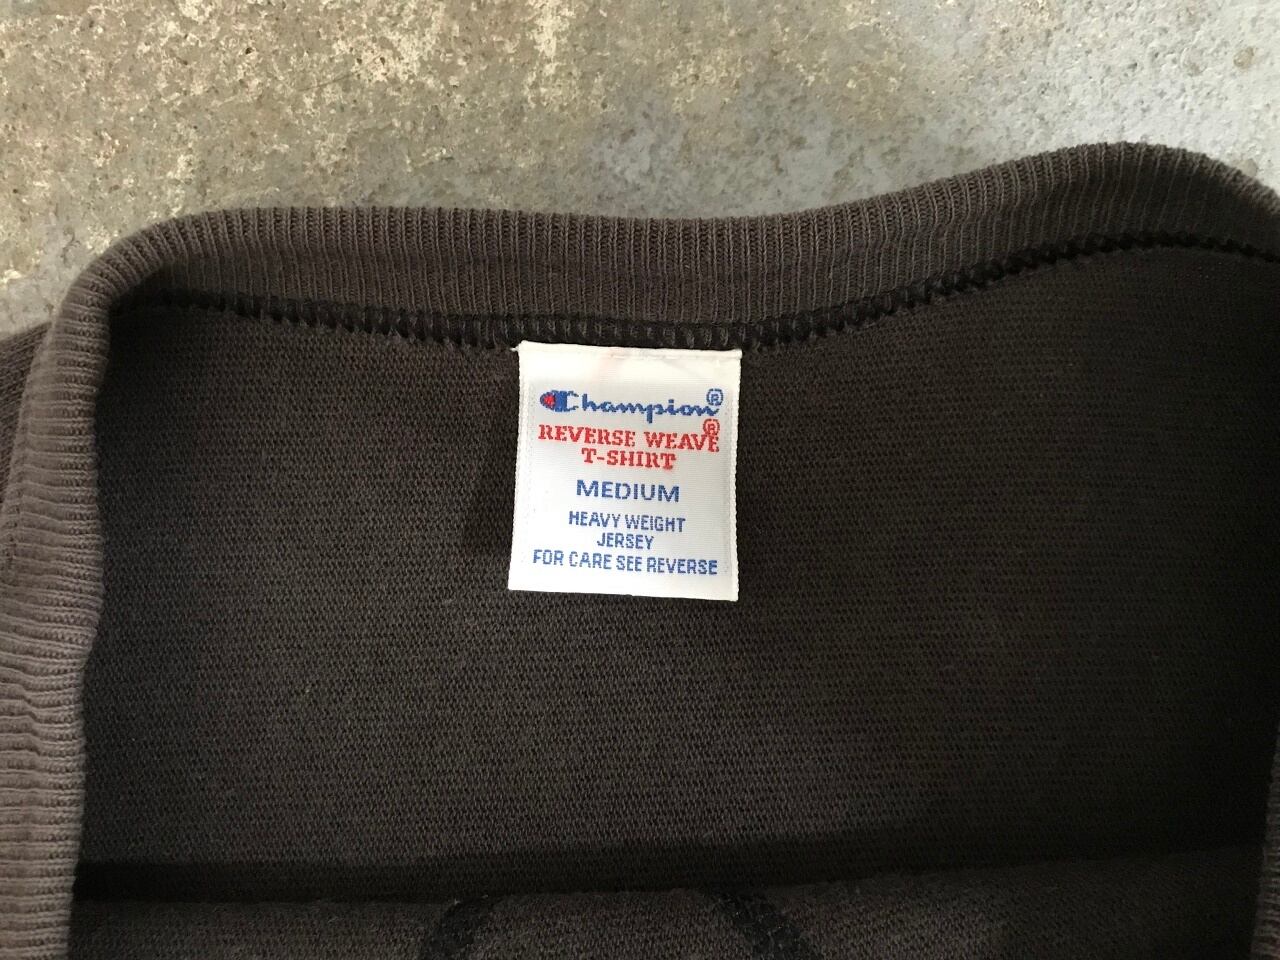 Champion®
®
REVERSE WEAVE
T-SHIRT
MEDIUM
HEAVY WEIGHT
JERSEY
FOR CARE SEE REVERSE